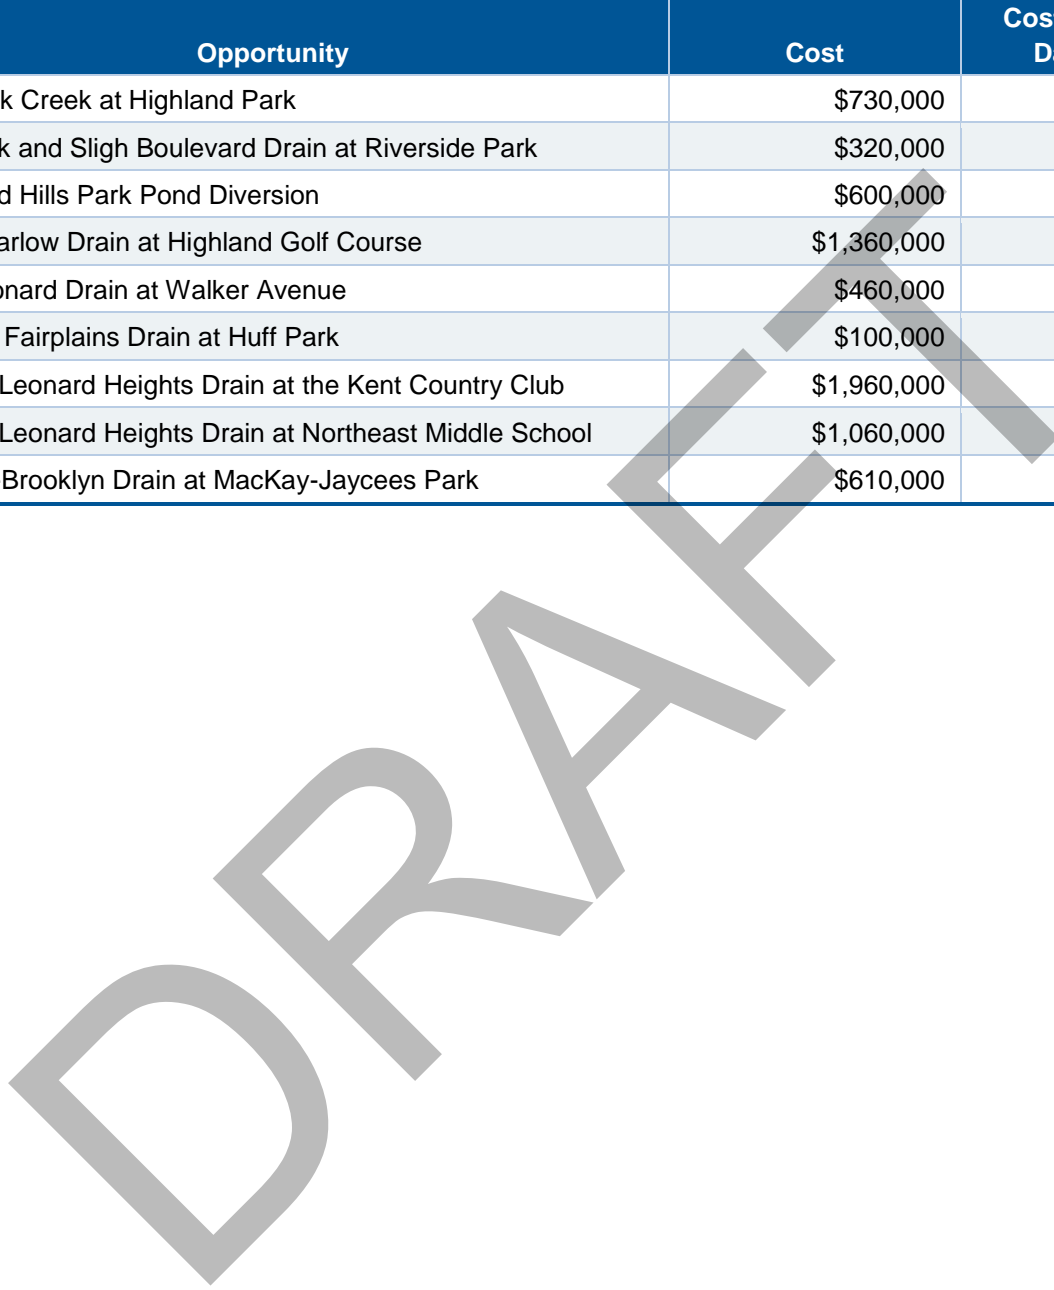 Opportunity Cost
k Creek at Highland Park $730,000
k and Sligh Boulevard Drain at Riverside Park $320,000
d Hills Park Pond Diversion $600,000
arlow Drain at Highland Golf Course $1,360,000
onard Drain at Walker Avenue $460,000
Fairplains Drain at Huff Park $100,000
Leonard Heights Drain at the Kent Country Club $1,960,000
Leonard Heights Drain at Northeast Middle School $1,060,000
-Brooklyn Drain at MacKay-Jaycees Park $610,000
DRAFT